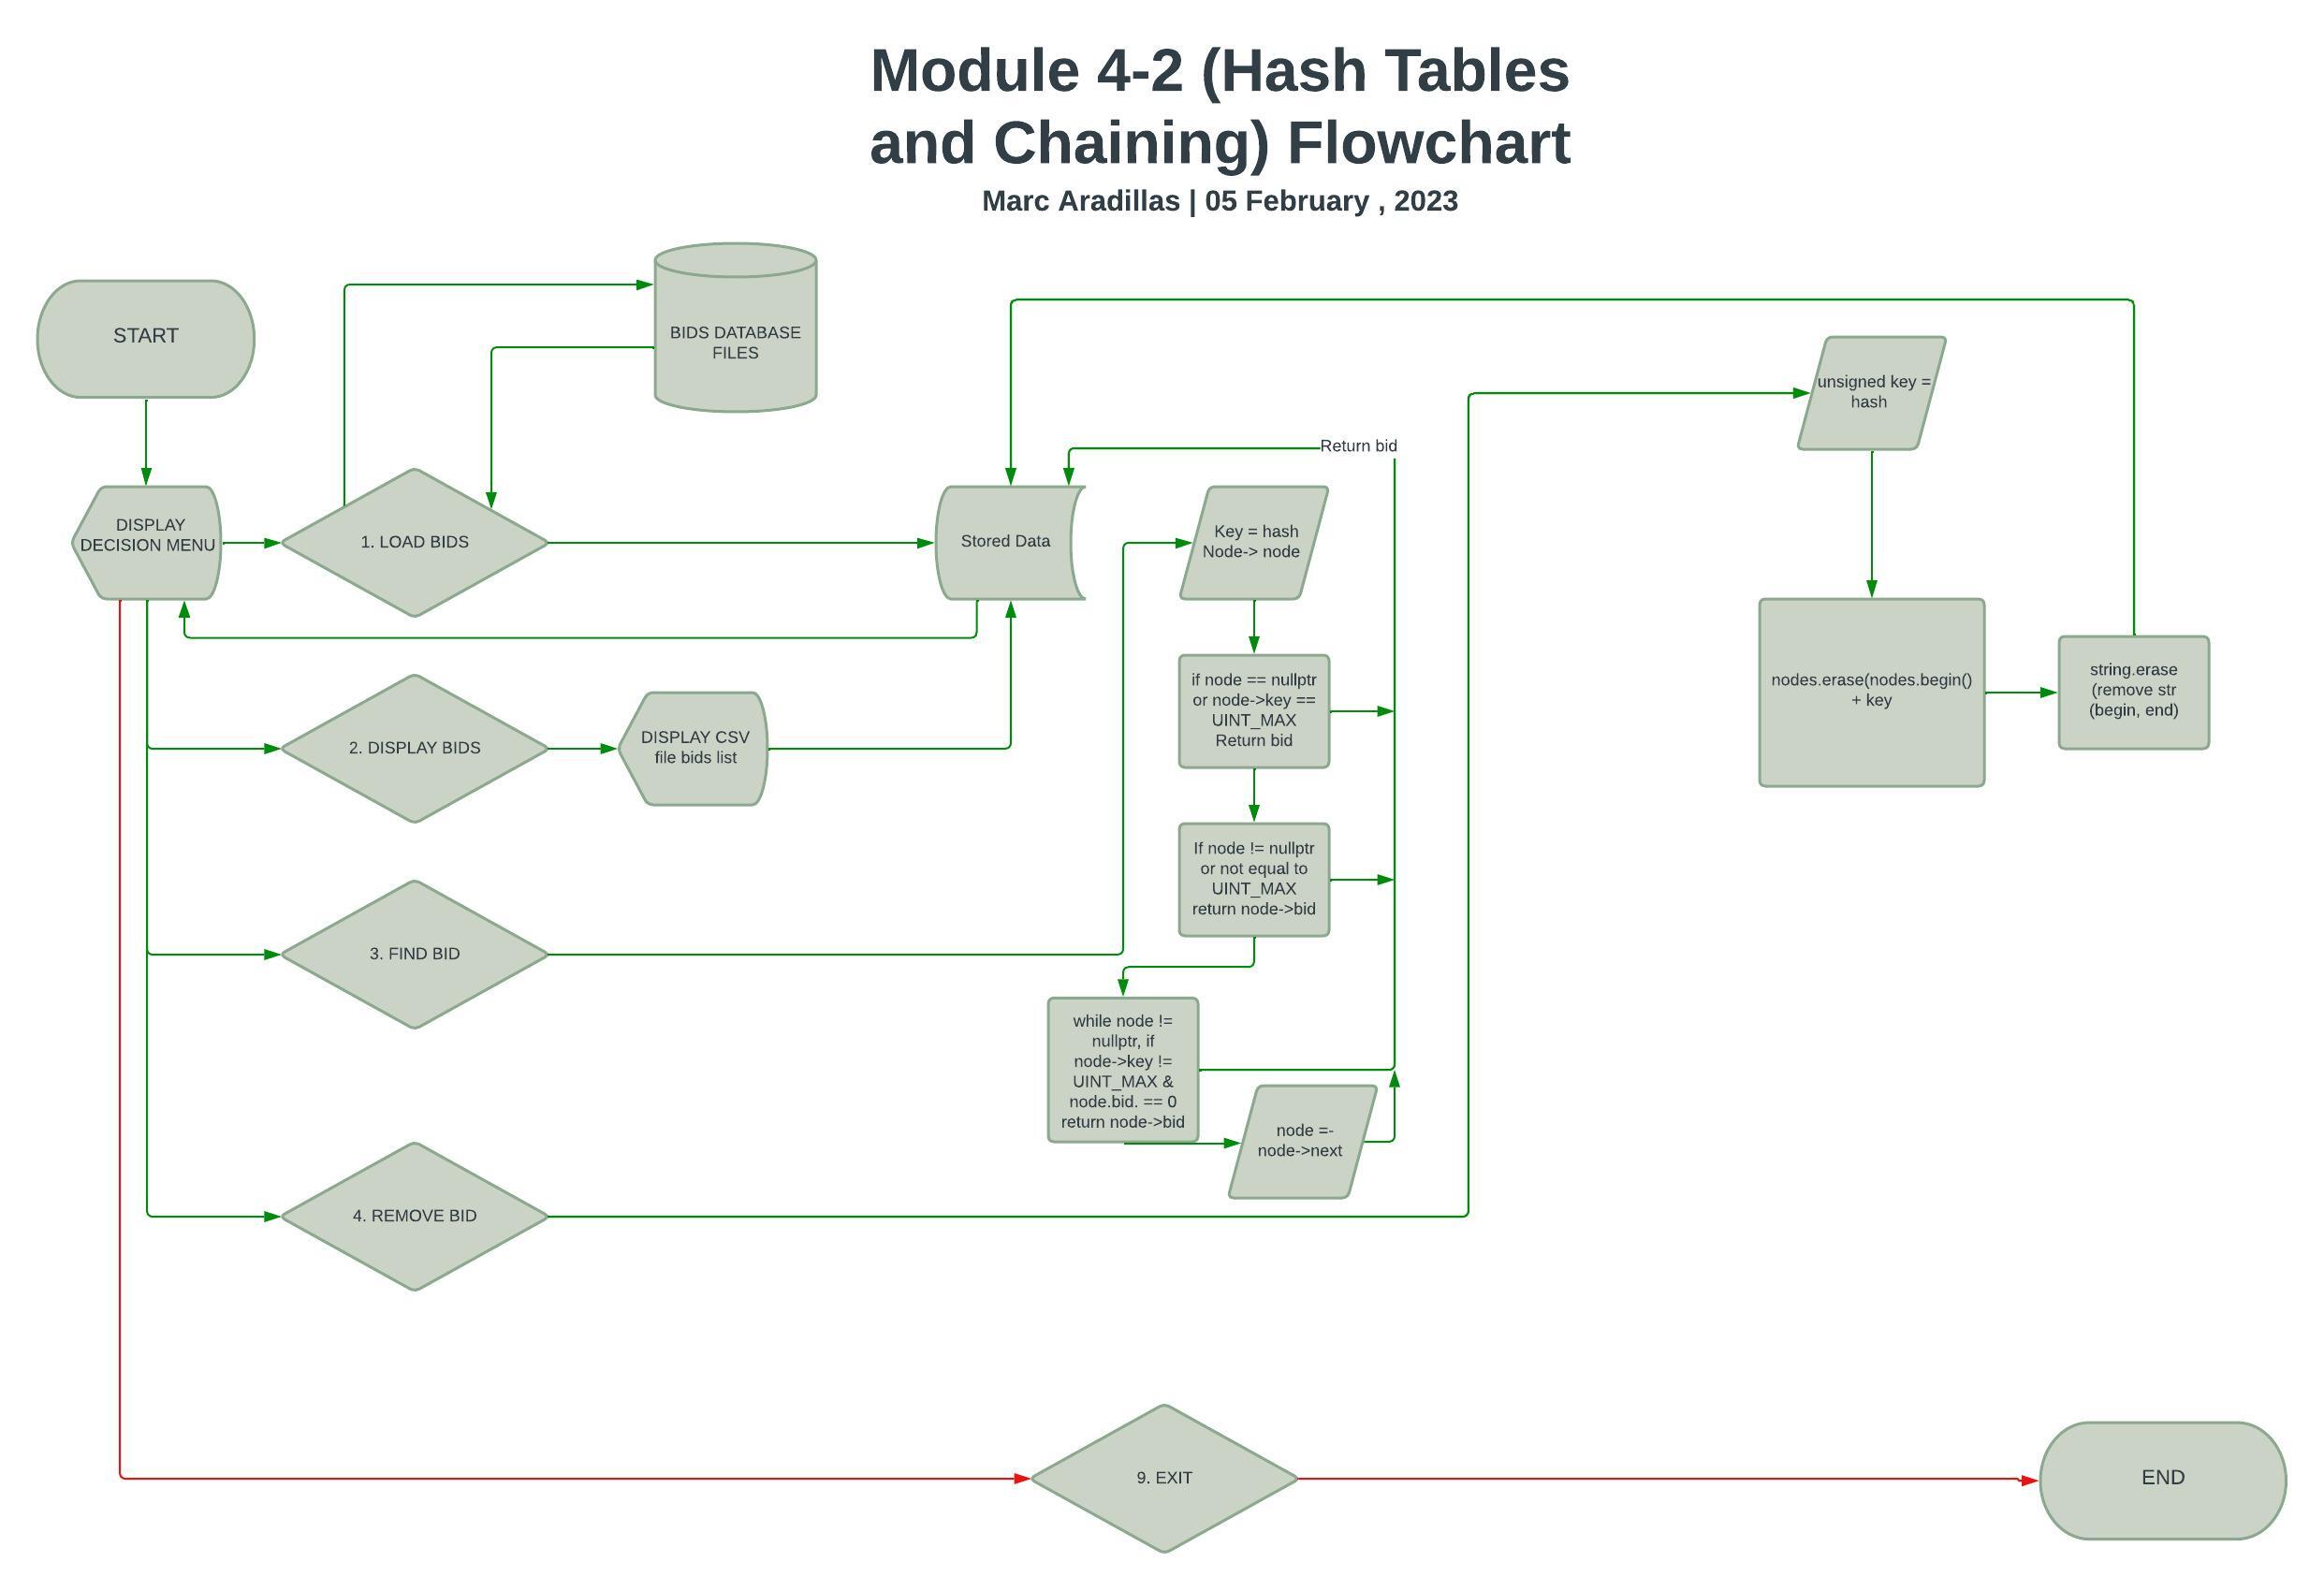 Module 4-2 (Hash Tables
and Chaining) Flowchart
Marc Aradillas | 05 February , 2023
START
BIDS DATABASE
FILES
unsigned key =
hash
Return bid
DISPLAY
DECISION MENU
1. LOAD BIDS
Stored Data
Key = hash
Node-> node
if node == nullptr
or node->key ==
UINT_MAX
Return bid
nodes.erase(nodes.begin()
+ key
string.erase
(remove str
(begin, end)
2. DISPLAY BIDS
DISPLAY CSV
file bids list
If node != nullptr
or not equal to
UINT_MAX
return node->bid
3. FIND BID
while node !=
nullptr, if
node->key !=
UINT_MAX &
node.bid. == 0
return node->bid
node =-
node->next
4. REMOVE BID
9. EXIT
END